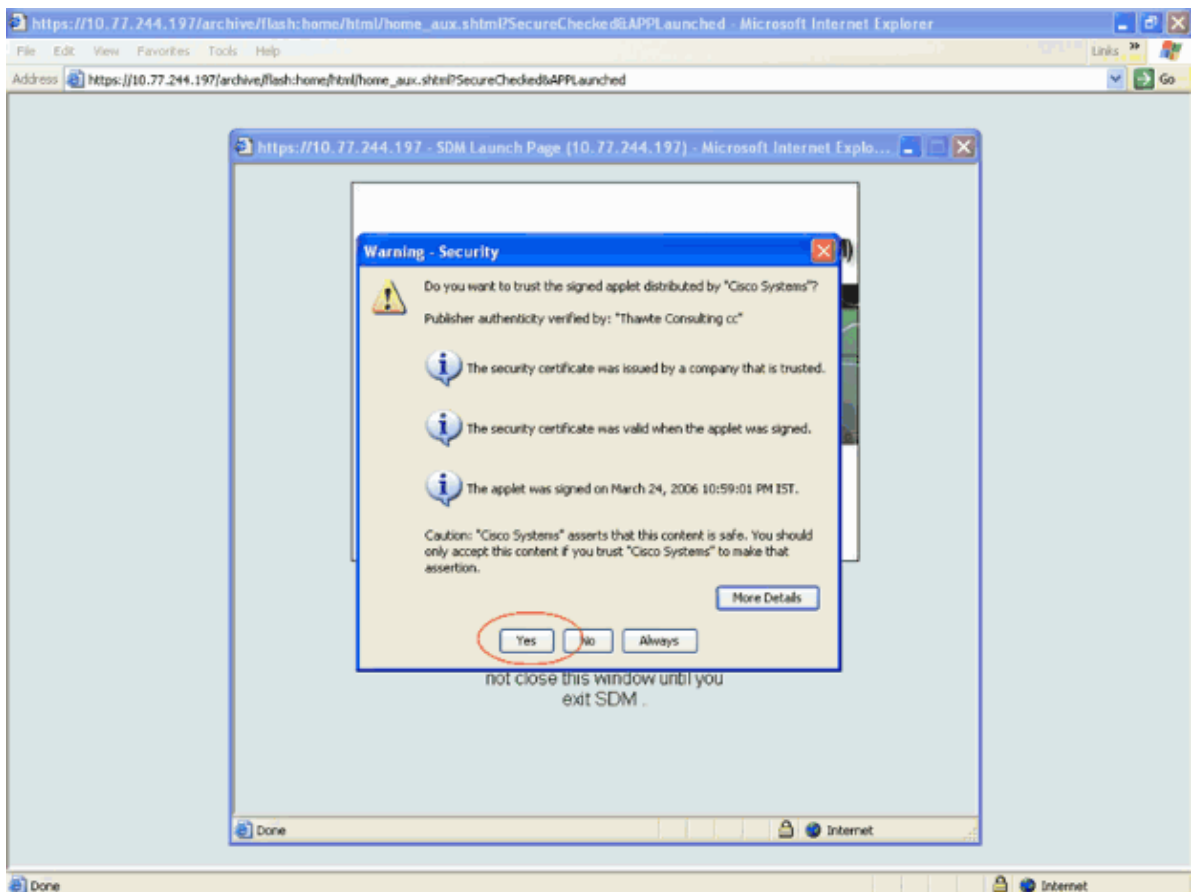 https://10.77.244.197/archive/flash:home/html/home_aux.shtml?SecureChecked&APPLaunched - Microsoft Internet Explorer
File Edit View Favorites Tools Help
Links »
Address https://10.77.244.197/archive/flash:home/html/home_aux.shtml?SecureChecked&APPLaunched
Go
https://10.77.244.197 - SDM Launch Page (10.77.244.197) - Microsoft Internet Explo...
Warning - Security
Do you want to trust the signed applet distributed by "Cisco Systems"?
Publisher authenticity verified by: "Thawte Consulting cc"
The security certificate was issued by a company that is trusted.
The security certificate was valid when the applet was signed.
The applet was signed on March 24, 2006 10:59:01 PM IST.
Caution: "Cisco Systems" asserts that this content is safe. You should
only accept this content if you trust "Cisco Systems" to make that
assertion.
More Details
Yes No Always
not close this window until you
exit SDM .
Done Internet
Done Internet